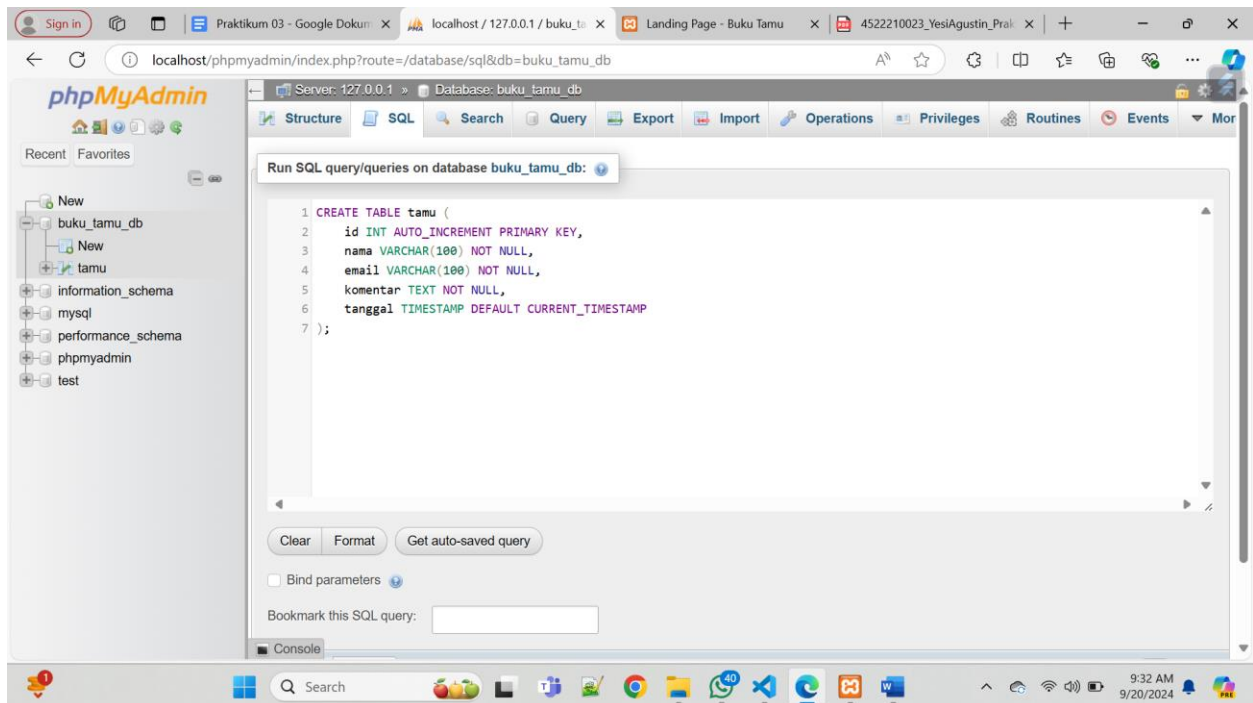 Sign in
Praktikum 03 - Google Dokum
localhost / 127.0.0.1 / buku_ta
Landing Page - Buku Tamu
4522210023_YesiAgustin_Prak
localhost/phpmyadmin/index.php?route=/database/sql&db=buku_tamu_db
phpMyAdmin
Recent Favorites
New
buku_tamu_db
New
tamu
information_schema
mysql
performance_schema
phpmyadmin
test
Server: 127.0.0.1 » Database: buku_tamu_db
Structure SQL Search Query Export Import Operations Privileges Routines Events Mor
Run SQL query/queries on database buku_tamu_db:
1 CREATE TABLE tamu (
2 id INT AUTO_INCREMENT PRIMARY KEY,
3 nama VARCHAR(100) NOT NULL,
4 email VARCHAR(100) NOT NULL,
5 komentar TEXT NOT NULL,
6 tanggal TIMESTAMP DEFAULT CURRENT_TIMESTAMP
7 );
Clear Format Get auto-saved query
Bind parameters
Bookmark this SQL query:
Console
1
Search
40
9:32 AM
9/20/2024
PRE